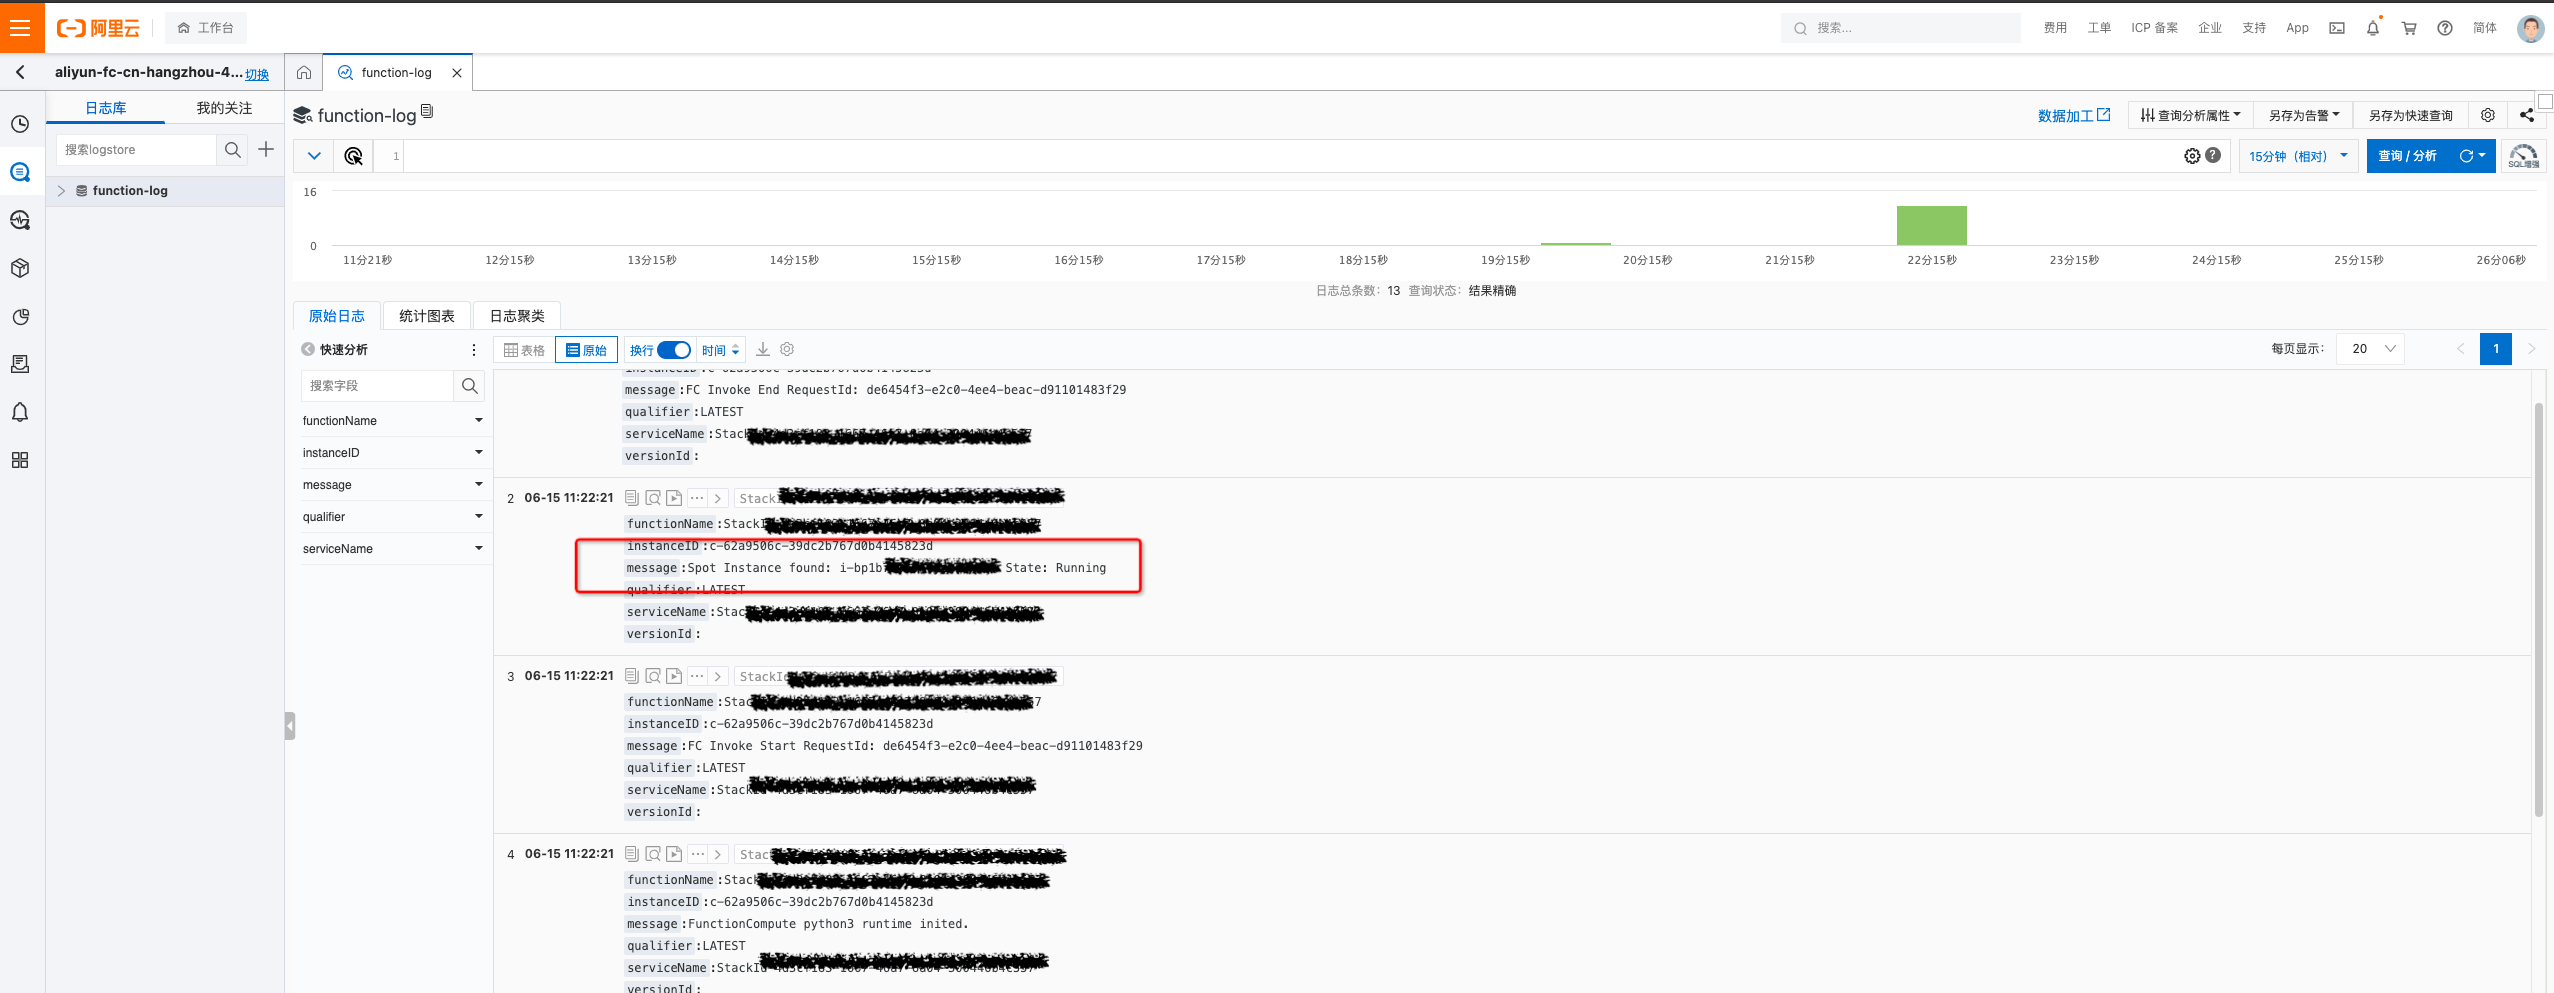 阿里云
工作台
搜索...
费用
工单
ICP 备案
企业
支持
App
简体
aliyun-fc-cn-hangzhou-4... 切换
function-log
日志库
我的关注
搜索logstore
function-log
function-log
数据加工
查询分析属性
另存为告警
另存为快速查询
1
?
15分钟（相对）
查询 / 分析
SQL增强
16
0
11分21秒
12分15秒
13分15秒
14分15秒
15分15秒
16分15秒
17分15秒
18分15秒
19分15秒
20分15秒
21分15秒
22分15秒
23分15秒
24分15秒
25分15秒
26分06秒
日志总条数: 13 查询状态: 结果精确
原始日志
统计图表
日志聚类
快速分析
搜索字段
functionName
instanceID
message
qualifier
serviceName
表格
原始
换行
时间
每页显示:
20
1
message :FC Invoke End RequestId: de6454f3-e2c0-4ee4-beac-d91101483f29
qualifier :LATEST
serviceName :Stack
versionId :
2 06-15 11:22:21 ··· StackI
functionName :StackI
instanceID :c-62a9506c-39dc2b767d0b4145823d
message :Spot Instance found: i-bp1b State: Running
qualifier :LATEST
serviceName :Stac
versionId :
3 06-15 11:22:21 ··· StackId
functionName :Stac 7
instanceID :c-62a9506c-39dc2b767d0b4145823d
message :FC Invoke Start RequestId: de6454f3-e2c0-4ee4-beac-d91101483f29
qualifier :LATEST
serviceName :StackId
versionId :
4 06-15 11:22:21 ··· Stac
functionName :Stack
instanceID :c-62a9506c-39dc2b767d0b4145823d
message :FunctionCompute python3 runtime inited.
qualifier :LATEST
serviceName :StackId
versionId :